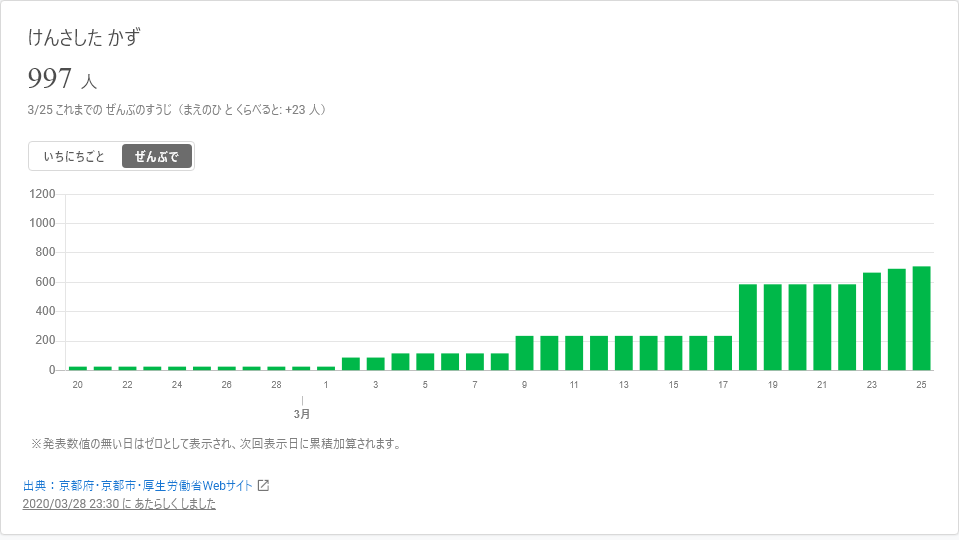 けんさした かず
997 人
3/25 これまでの ぜんぶのすうじ（まえのひ と くらべると: +23 人）
いちにちごと ぜんぶで
1200
1000
800
600
400
200
0
20 22 24 26 28 1 3 5 7 9 11 13 15 17 19 21 23 25
3月
※発表数値の無い日はゼロとして表示され、次回表示日に累積加算されます。
出典：京都府・京都市・厚生労働省Webサイト
2020/03/28 23:30 に あたらしく しました